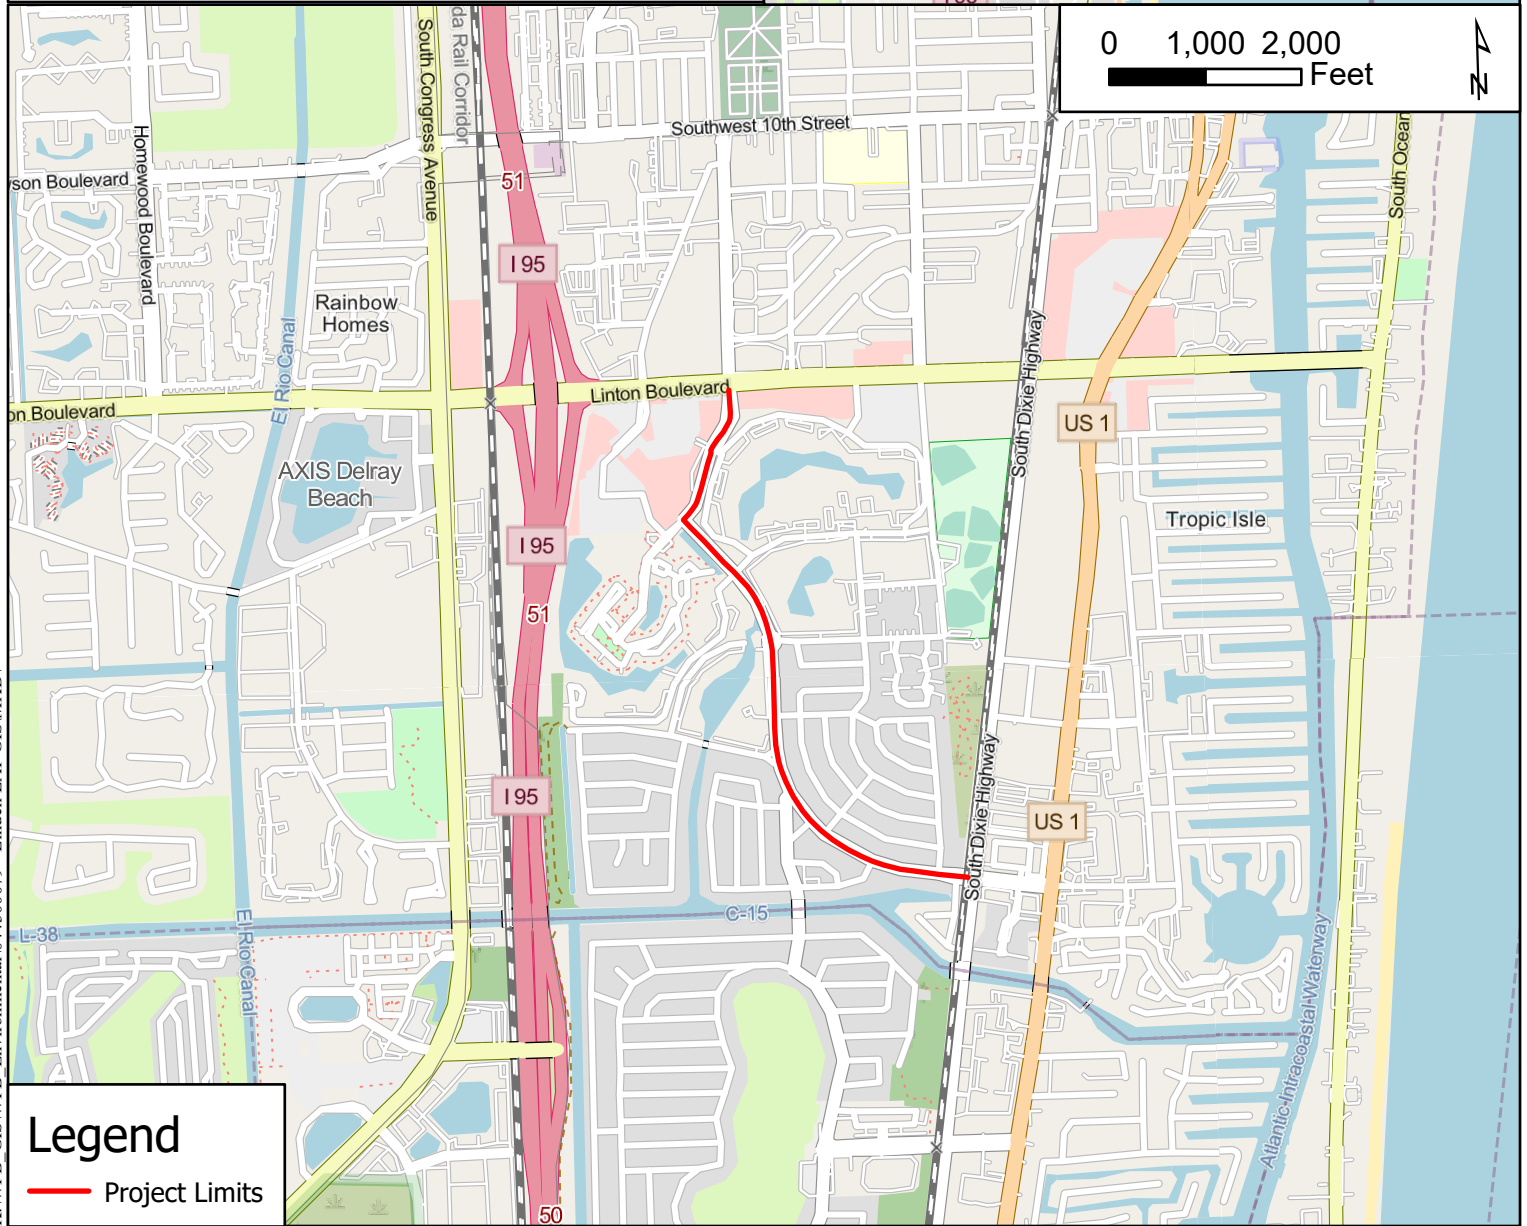 0 1,000 2,000
Feet
N
South Congress Avenue
da Rail Corridor
Southwest 10th Street
Homewood Boulevard
wson Boulevard
51
South Ocean
I 95
Rainbow
Homes
El Rio Canal
South Dixie Highway
Linton Boulevard
on Boulevard
US 1
AXIS Delray
Beach
Tropic Isle
I 95
51
South Dixie Highway
I 95
US 1
C-15
L-38
El Rio Canal
Atlantic Intracoastal Waterway
50
Legend
Project Limits